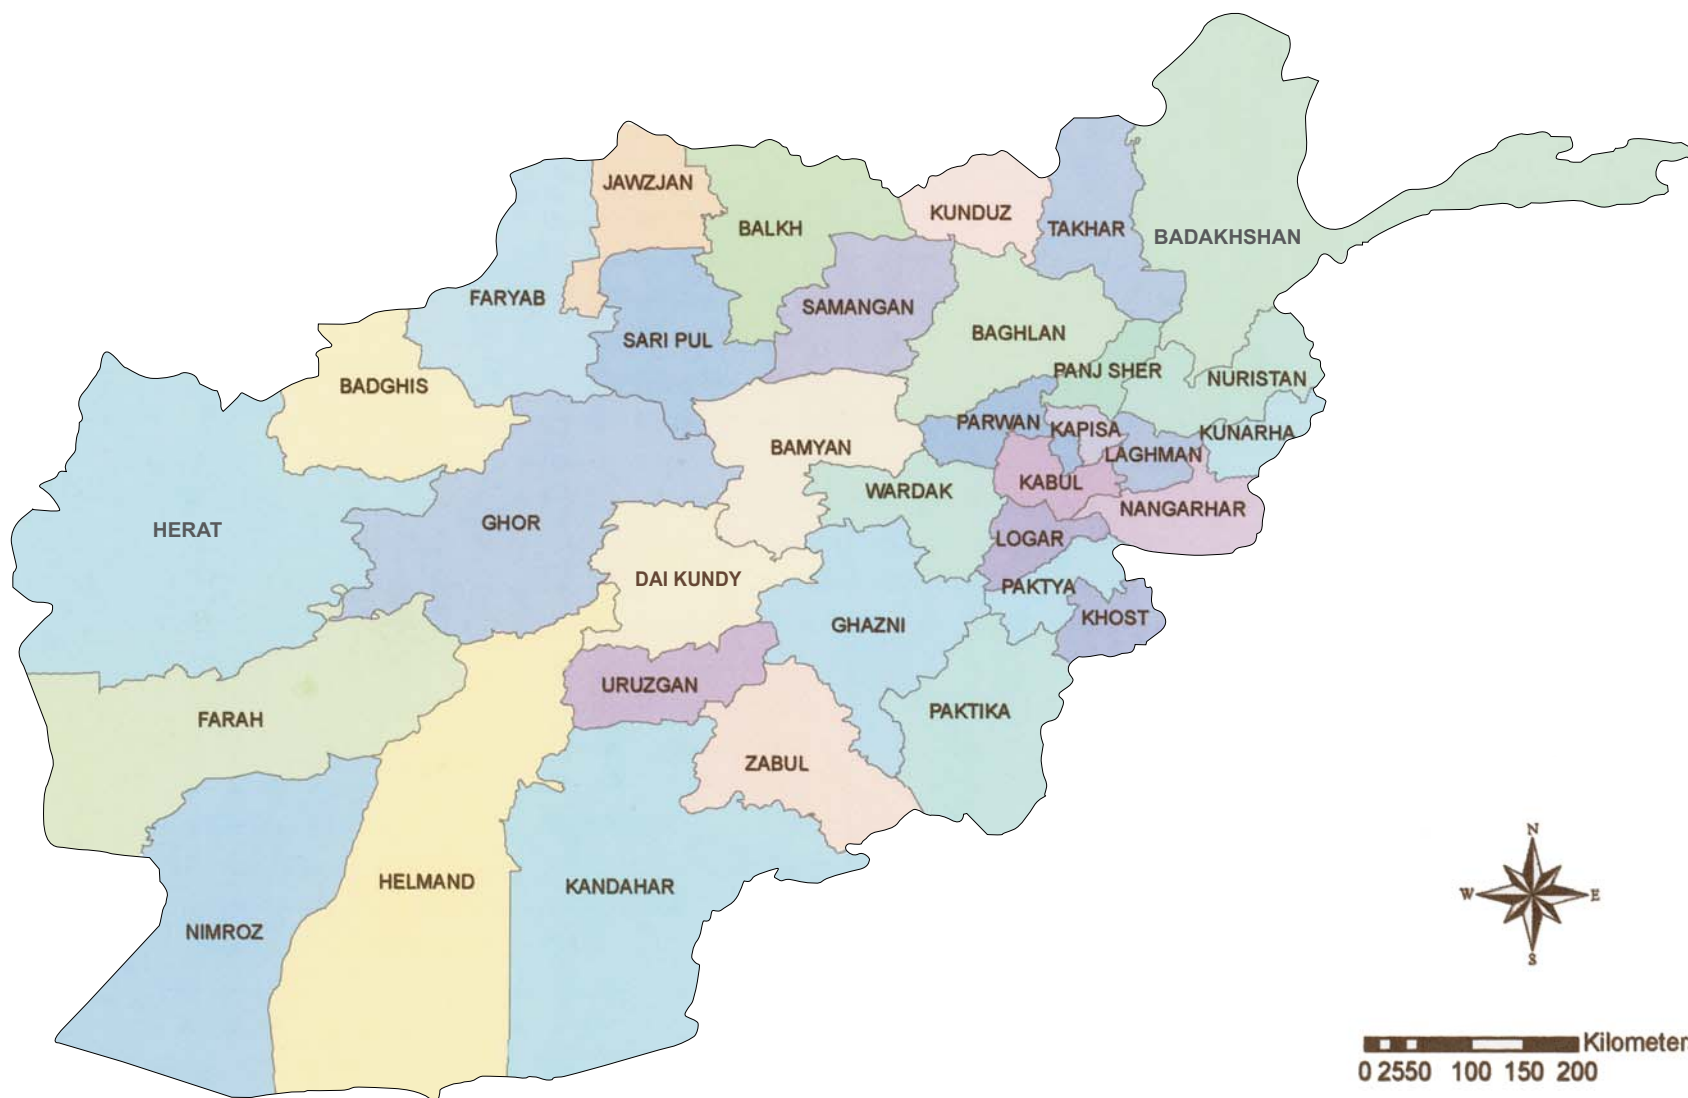 JAWZJAN
BALKH
KUNDUZ
TAKHAR
BADAKHSHAN
FARYAB
SAMANGAN
SARI PUL
BAGHLAN
PANJ SHER
NURISTAN
BADGHIS
PARWAN
KAPISA
KUNARHA
BAMYAN
LAGHMAN
WARDAK
KABUL
NANGARHAR
HERAT
GHOR
LOGAR
DAI KUNDY
PAKTYA
KHOST
GHAZNI
URUZGAN
PAKTIKA
FARAH
ZABUL
HELMAND
KANDAHAR
NIMROZ
N
W
E
S
Kilometer
0 25 50 100 150 200